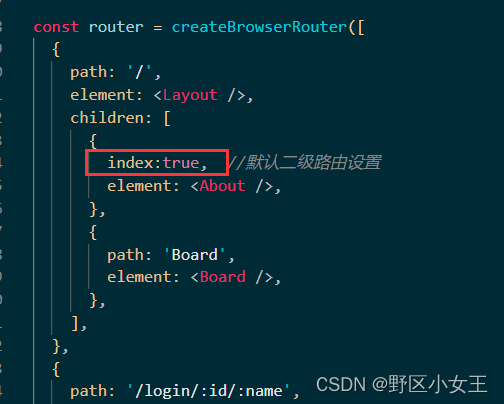 const router = createBrowserRouter([
{
path: '/',
element: <Layout />,
children: [
{
index:true, //默认二级路由设置
element: <About />,
},
{
path: 'Board',
element: <Board />,
},
],
},
{
path: '/login/:id/:name',
CSDN @野区小女王